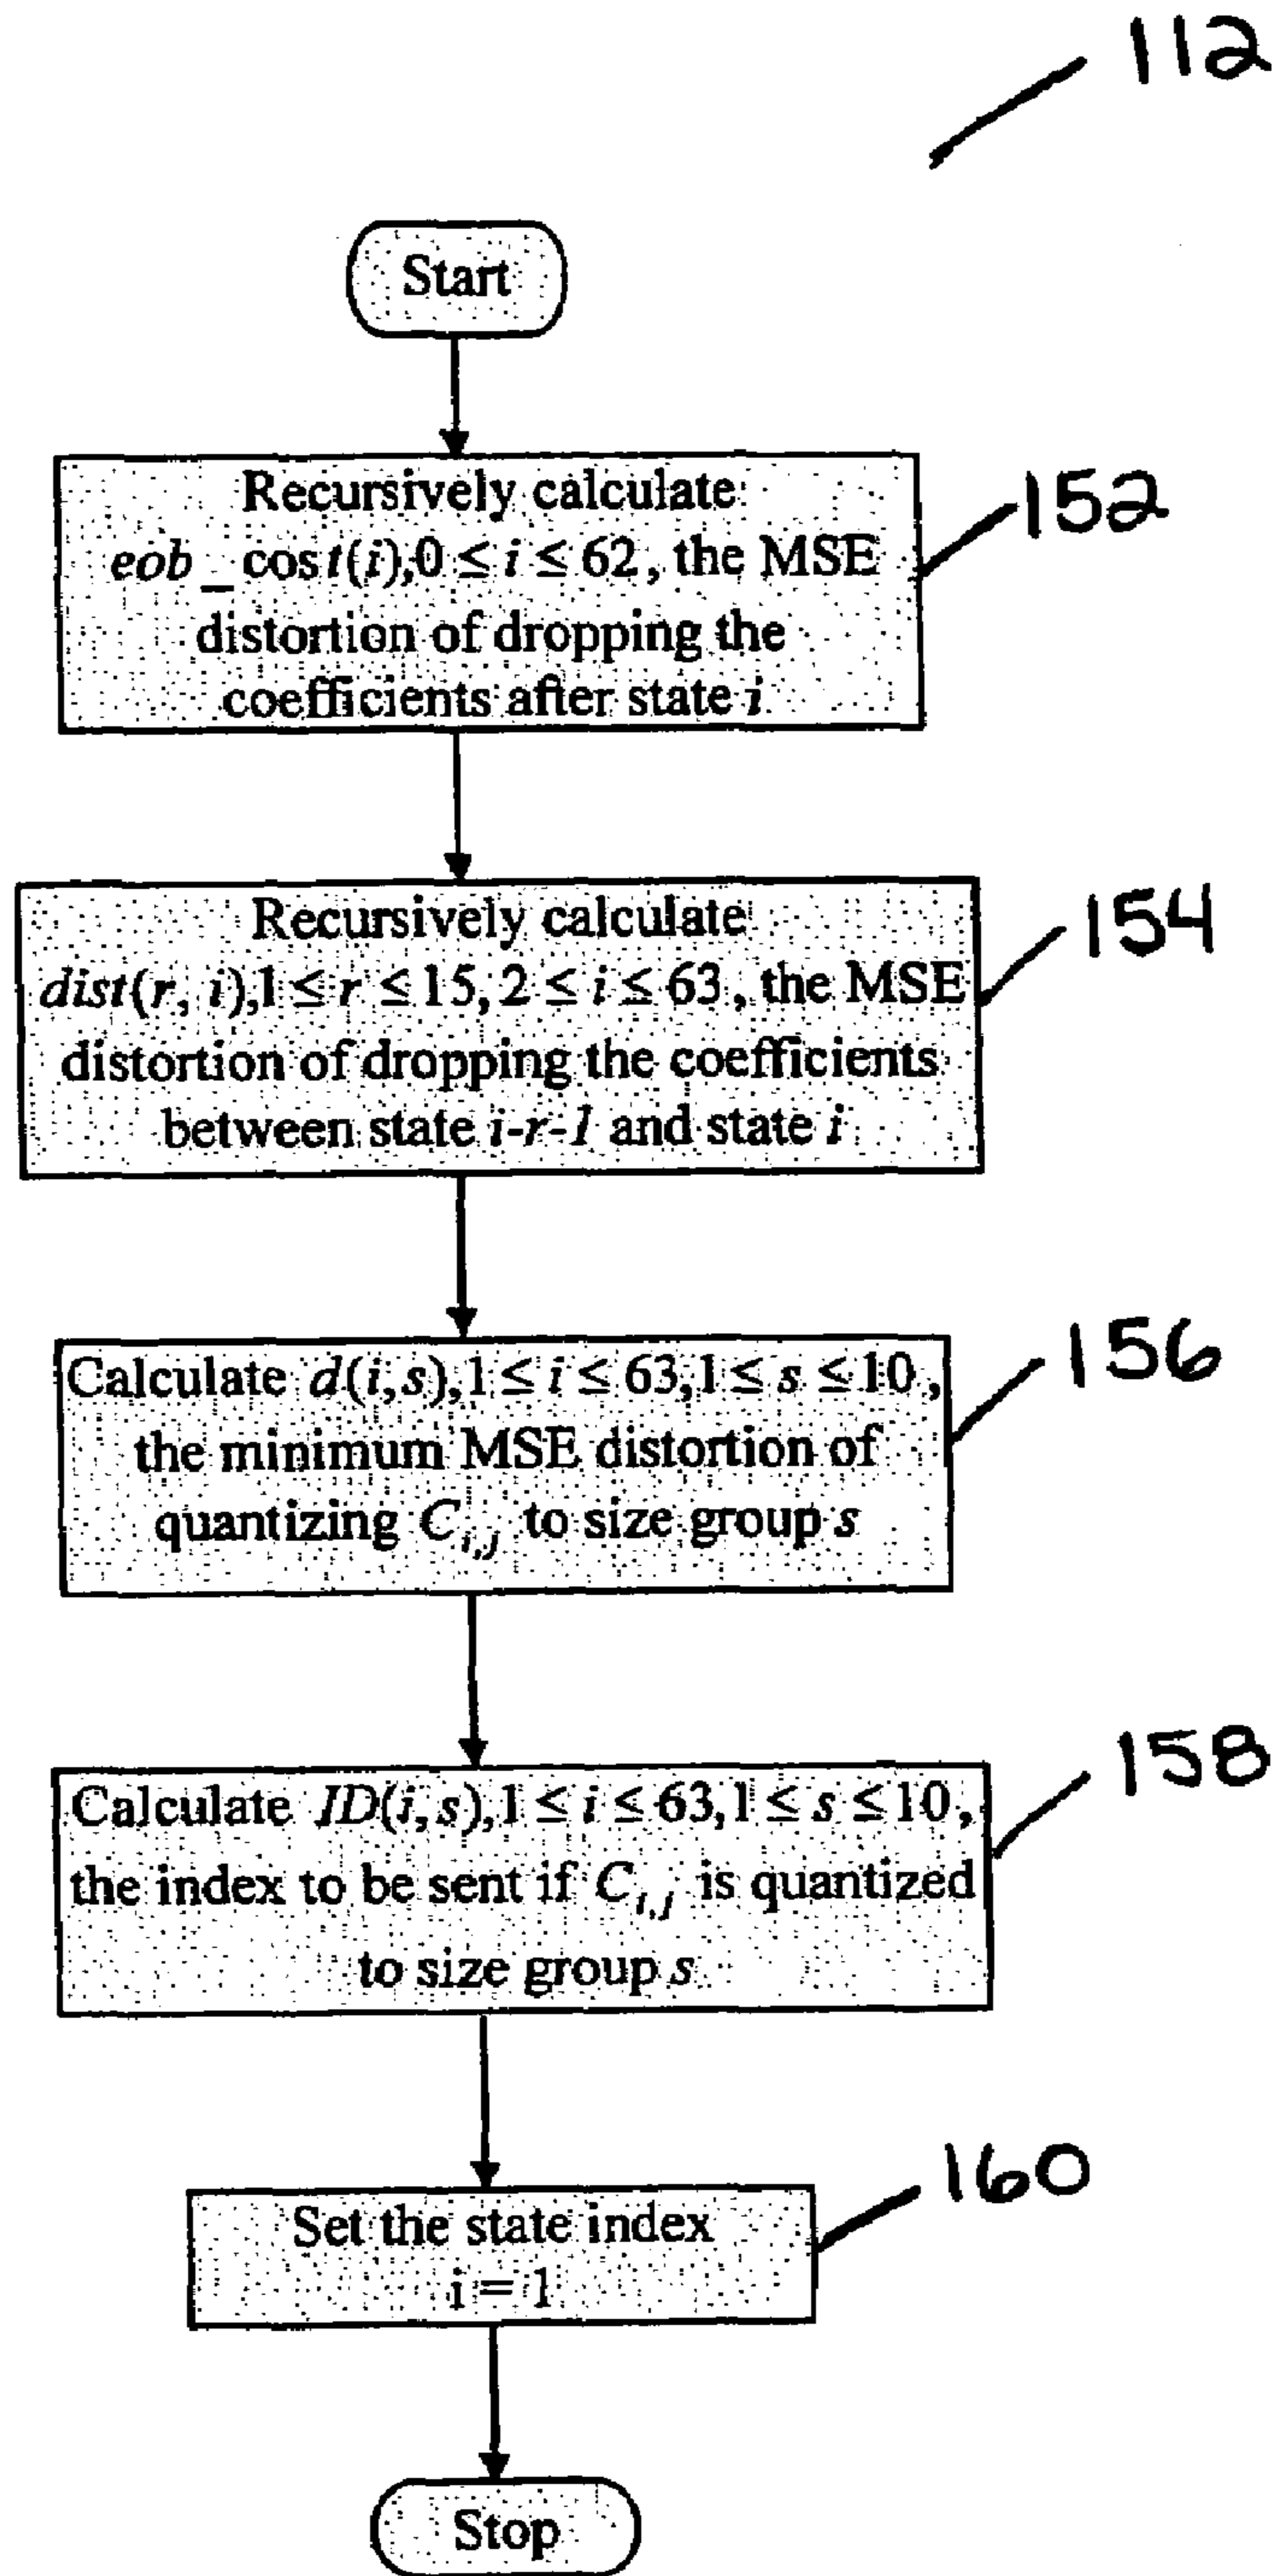 112
Start
Recursively calculate
eob_cost(i),0 ≤ i ≤ 62, the MSE
distortion of dropping the
coefficients after state i
152
Recursively calculate
dist(r, i),1 ≤ r ≤ 15, 2 ≤ i ≤ 63, the MSE
distortion of dropping the coefficients
between state i-r-1 and state i
154
Calculate d(i,s),1 ≤ i ≤ 63,1 ≤ s ≤ 10,
the minimum MSE distortion of
quantizing C_{i,j} to size group s
156
Calculate ID(i,s),1 ≤ i ≤ 63,1 ≤ s ≤ 10,
the index to be sent if C_{i,j} is quantized
to size group s
158
Set the state index
i = 1
160
Stop